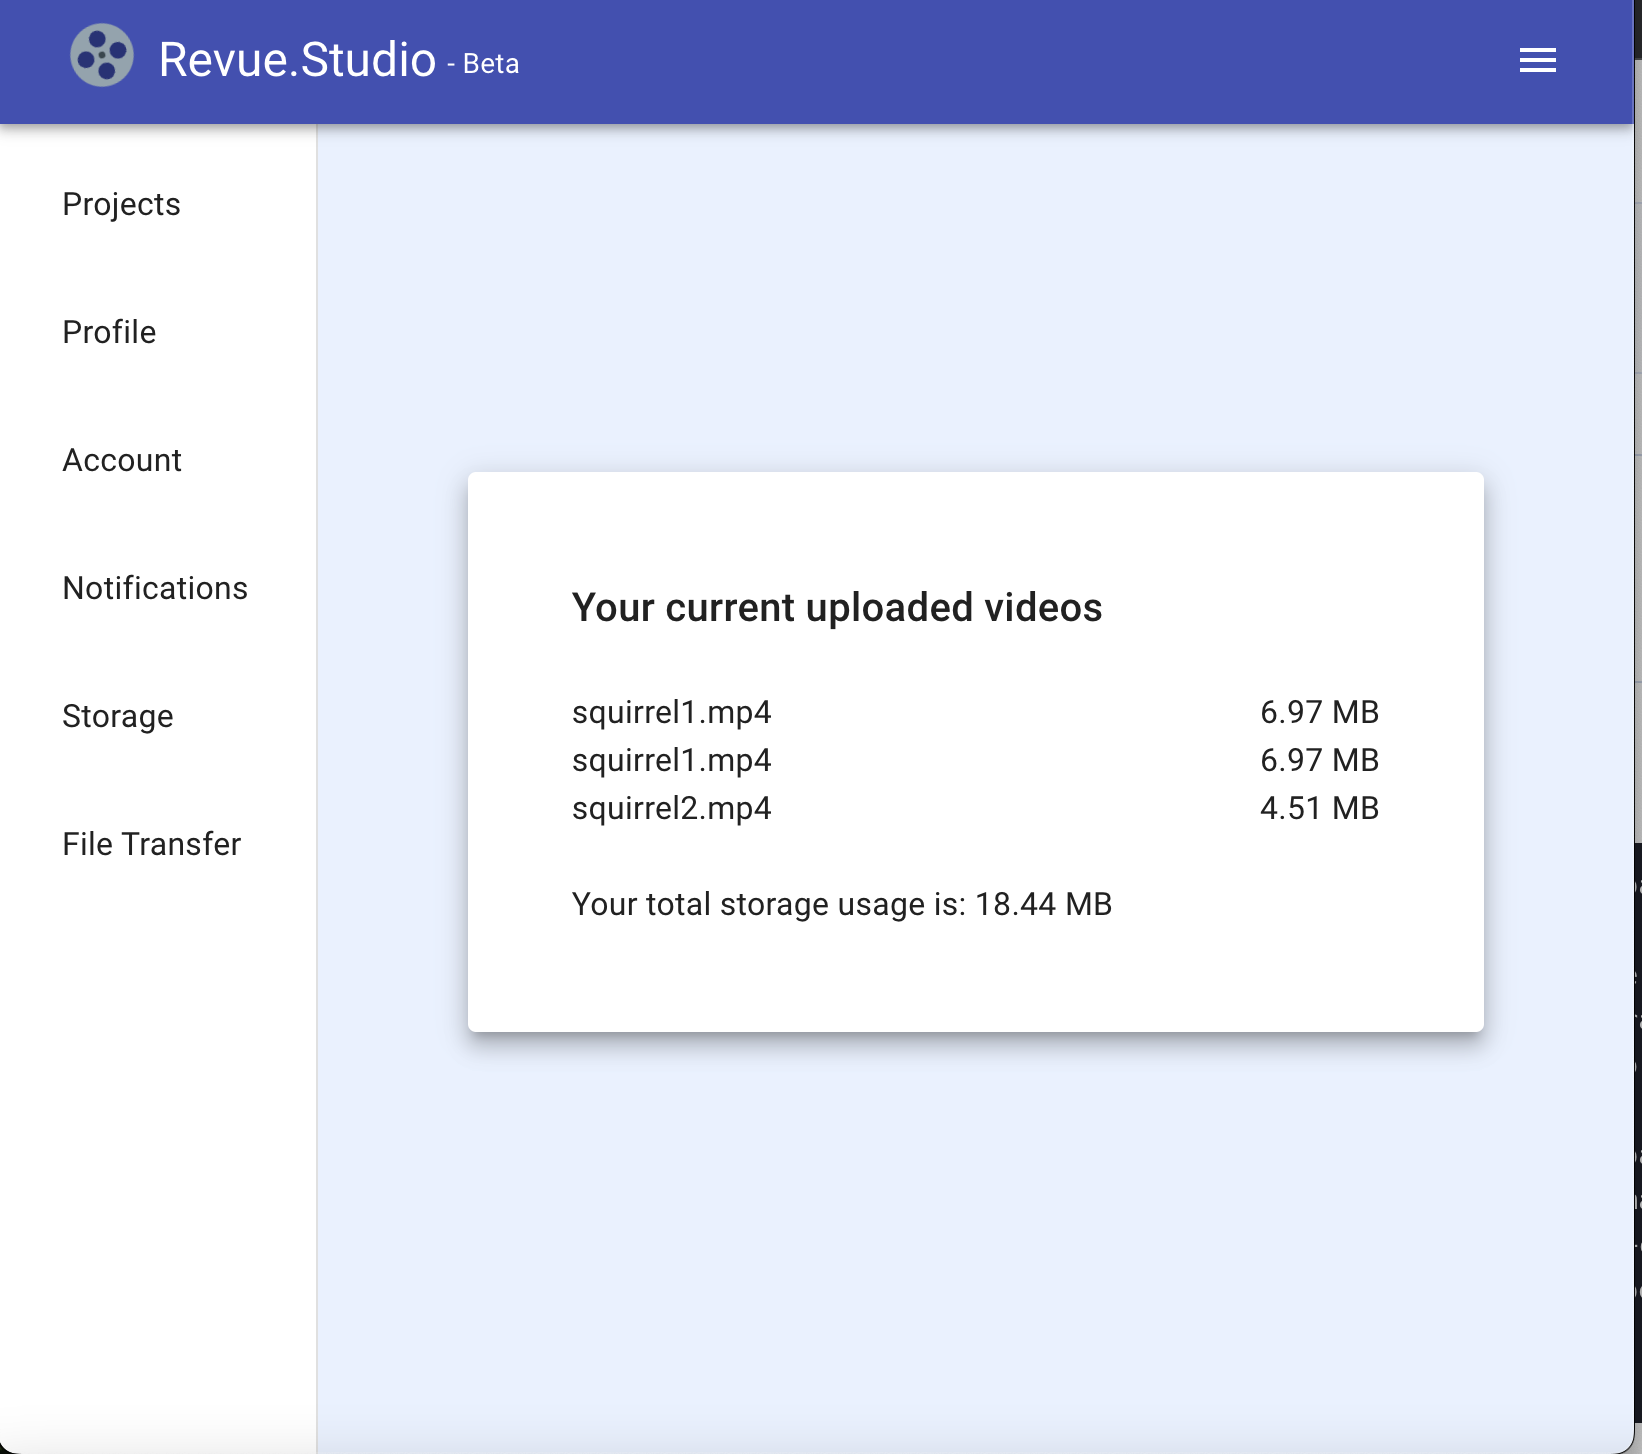 Revue.Studio - Beta
Projects
Profile
Account
Notifications
Storage
File Transfer
Your current uploaded videos
squirrel1.mp4 6.97 MB
squirrel1.mp4 6.97 MB
squirrel2.mp4 4.51 MB
Your total storage usage is: 18.44 MB